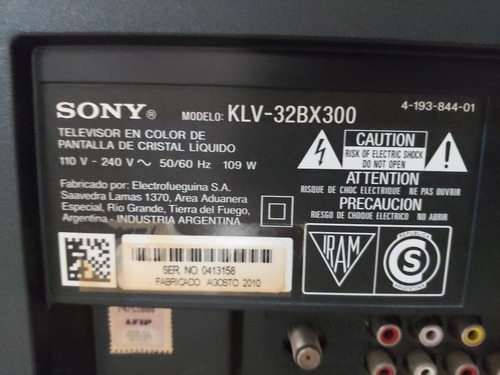 SONY® MODELO: KLV-32BX300 4-193-844-01
TELEVISOR EN COLOR DE
PANTALLA DE CRISTAL LÍQUIDO
110 V - 240 V ~ 50/60 Hz 109 W
Fabricado por: Electrofueguina S.A.
Saavedra Lamas 1370, Area Aduanera
Especial, Rio Grande, Tierra del Fuego,
Argentina - INDUSTRIA ARGENTINA
CAUTION
RISK OF ELECTRIC SHOCK
DO NOT OPEN
ATTENTION
RISQUE DE CHOC ELECTRIQUE NE PAS OUVRIR
PRECAUCION
RIESGO DE CHOQUE ELECTRICO NO ABRIR
SER. NO 0413158
FABRICADO AGOSTO 2010
IRAM
S
ARGENTINA
AFIP